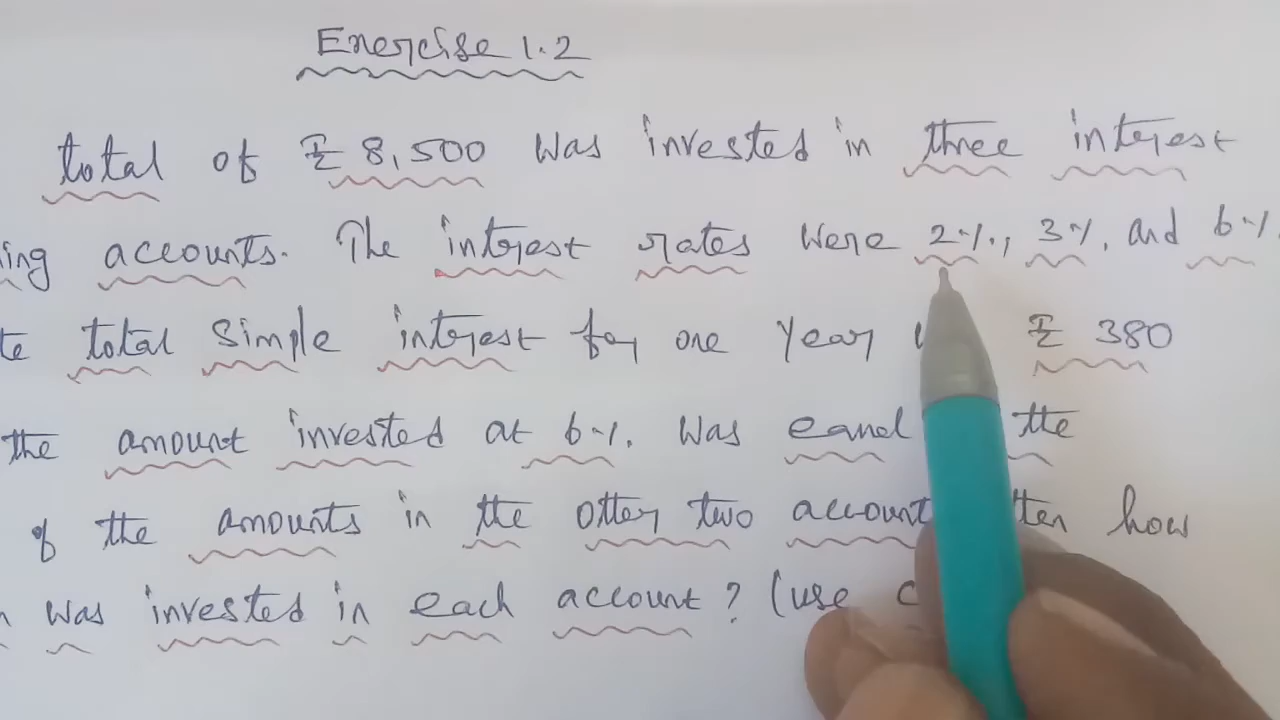 Exercise 1.2
total of ₹ 8,500 was invested in three interest
ing accounts. The interest rates were 2%, 3%, and 6%.
te total simple interest for one year ₹ 380
the amount invested at 6%. was equal the
of the amounts in the other two account then how
was invested in each account? (use